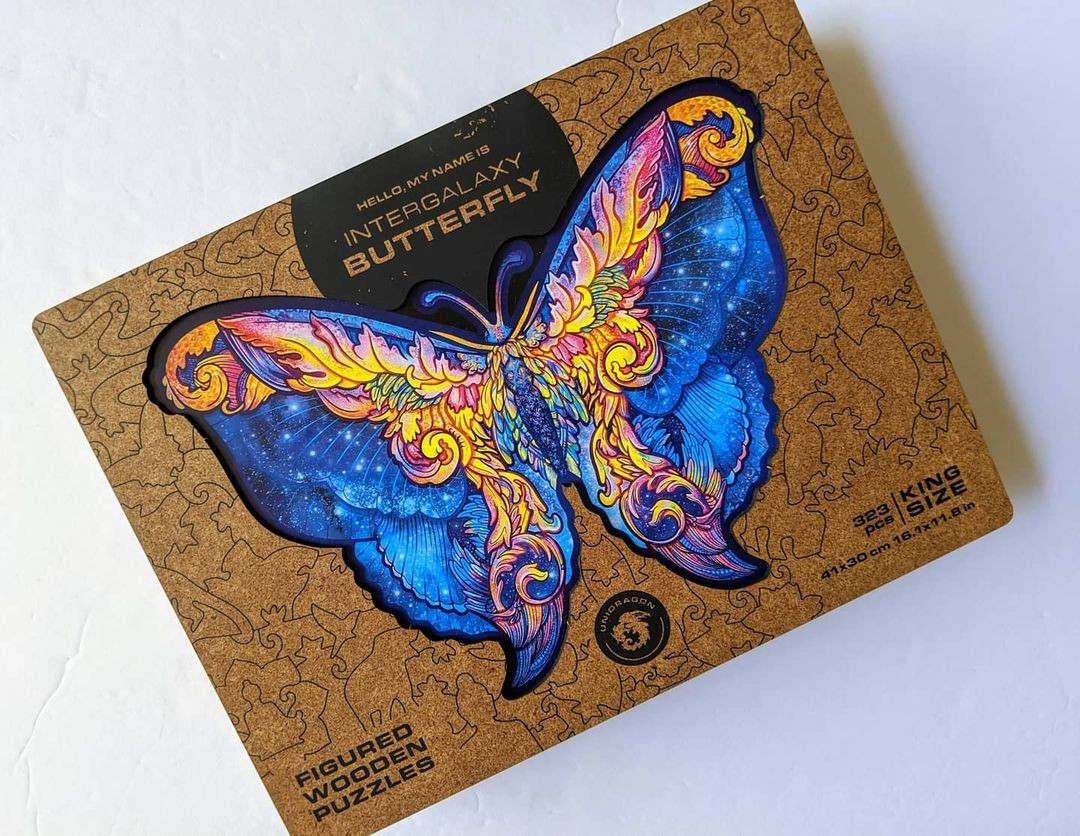 HELLO, MY NAME IS
INTERGALAXY
BUTTERFLY
323 pcs | KING SIZE
41x30 cm 16.1x11.8 in
UNIDRAGON
FIGURED
WOODEN
PUZZLES